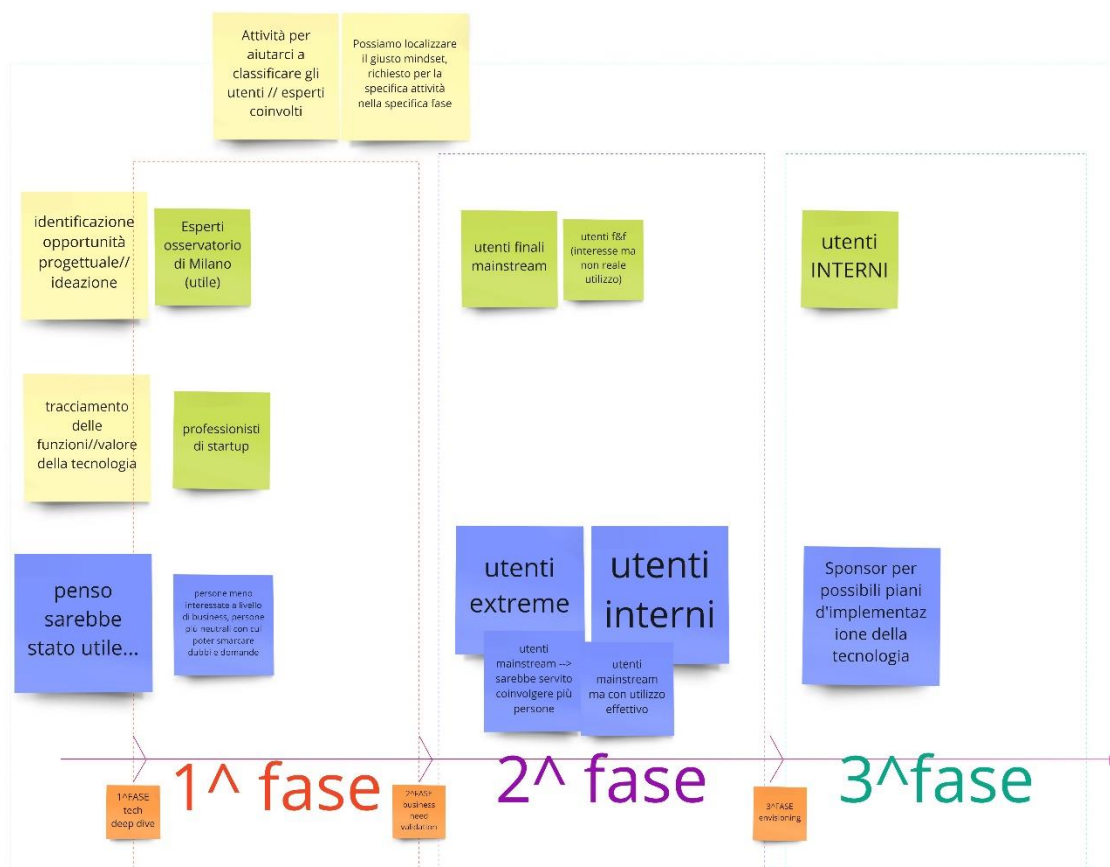 Attività per
aiutarci a
classificare gli
utenti // esperti
coinvolti
Possiamo localizzare
il giusto mindset,
richiesto per la
specifica attività
nella specifica fase
identificazione
opportunità
progettuale//
ideazione
Esperti
osservatorio
di Milano
(utile)
utenti finali
mainstream
utenti f&f
(interesse ma
non reale
utilizzo)
utenti
INTERNI
tracciamento
delle
funzioni//valore
della tecnologia
professionisti
di startup
penso
sarebbe
stato utile...
persone meno
interessate a livello
di business, persone
più neutrali con cui
poter smarcare
dubbi e domande
utenti
extreme
utenti
interni
utenti
mainstream -->
sarebbe servito
coinvolgere più
persone
utenti
mainstream
ma con utilizzo
effettivo
Sponsor per
possibili piani
d'implementaz
ione della
tecnologia
1^ fase
2^ fase
3^fase
1^FASE
tech
deep dive
2^FASE
business
need
validation
3^FASE
envisioning